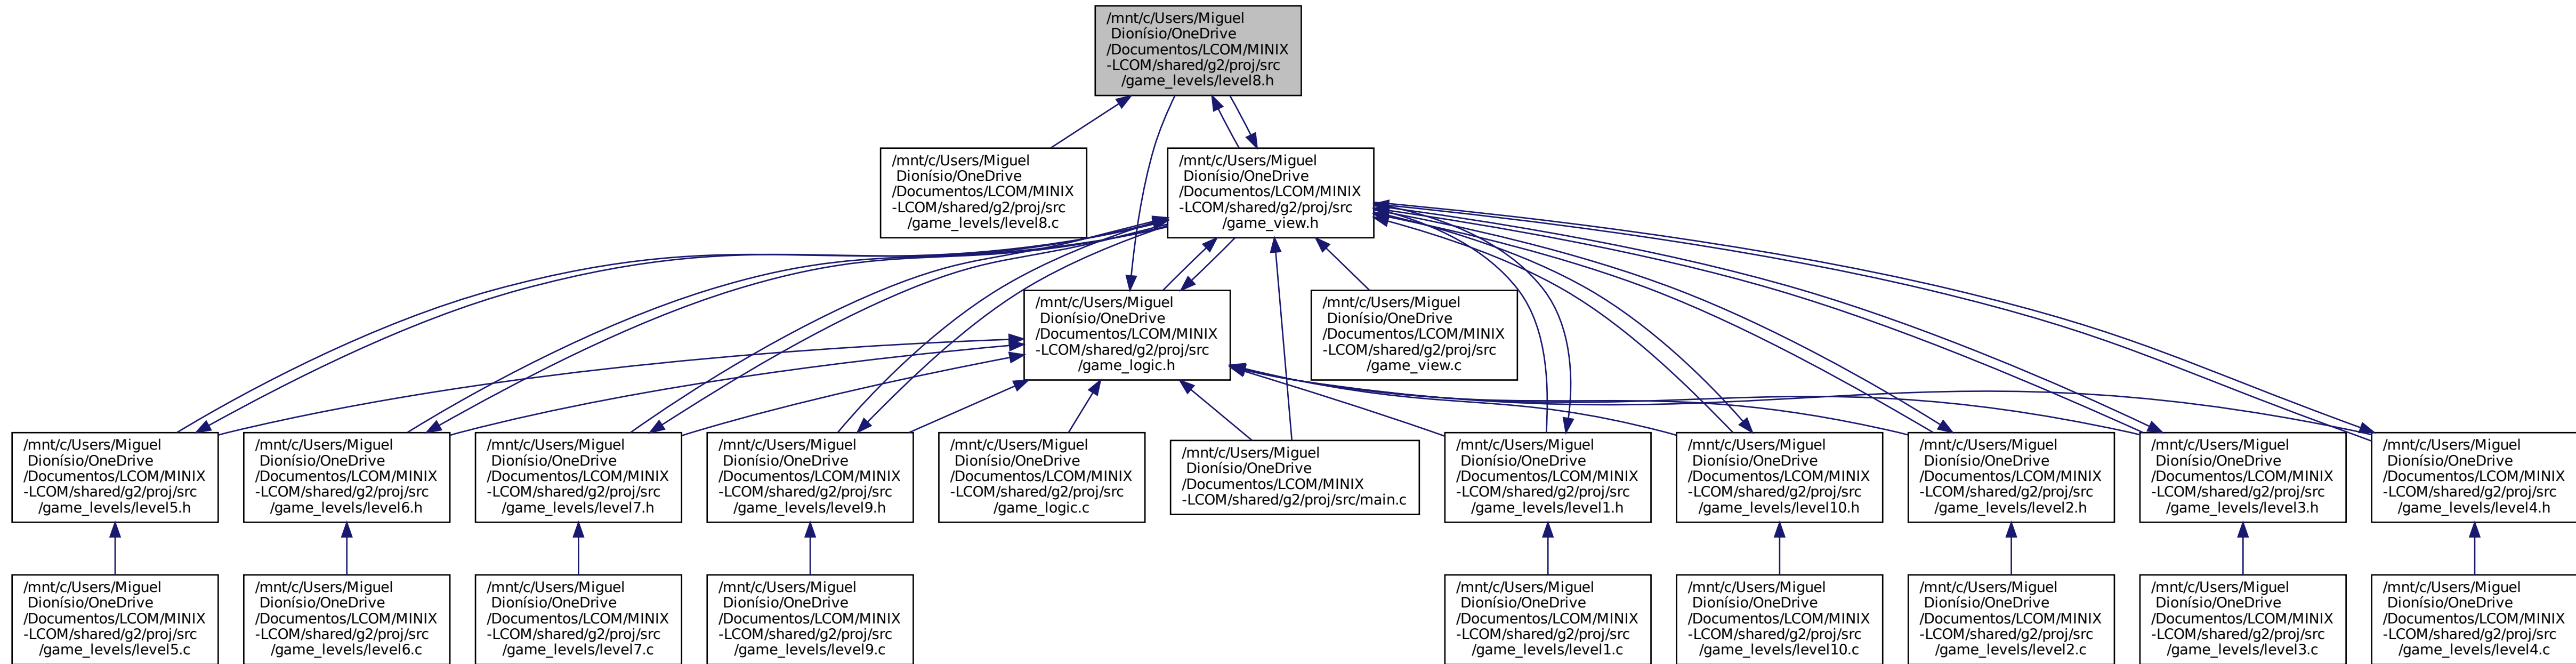 /mnt/c/Users/Miguel
Dionísio/OneDrive
/Documentos/LCOM/MINIX
-LCOM/shared/g2/proj/src
/game_levels/level8.h
/mnt/c/Users/Miguel
Dionísio/OneDrive
/Documentos/LCOM/MINIX
-LCOM/shared/g2/proj/src
/game_levels/level8.c
/mnt/c/Users/Miguel
Dionísio/OneDrive
/Documentos/LCOM/MINIX
-LCOM/shared/g2/proj/src
/game_view.h
/mnt/c/Users/Miguel
Dionísio/OneDrive
/Documentos/LCOM/MINIX
-LCOM/shared/g2/proj/src
/game_logic.h
/mnt/c/Users/Miguel
Dionísio/OneDrive
/Documentos/LCOM/MINIX
-LCOM/shared/g2/proj/src
/game_view.c
/mnt/c/Users/Miguel
Dionísio/OneDrive
/Documentos/LCOM/MINIX
-LCOM/shared/g2/proj/src
/game_levels/level5.h
/mnt/c/Users/Miguel
Dionísio/OneDrive
/Documentos/LCOM/MINIX
-LCOM/shared/g2/proj/src
/game_levels/level6.h
/mnt/c/Users/Miguel
Dionísio/OneDrive
/Documentos/LCOM/MINIX
-LCOM/shared/g2/proj/src
/game_levels/level7.h
/mnt/c/Users/Miguel
Dionísio/OneDrive
/Documentos/LCOM/MINIX
-LCOM/shared/g2/proj/src
/game_levels/level9.h
/mnt/c/Users/Miguel
Dionísio/OneDrive
/Documentos/LCOM/MINIX
-LCOM/shared/g2/proj/src
/game_logic.c
/mnt/c/Users/Miguel
Dionísio/OneDrive
/Documentos/LCOM/MINIX
-LCOM/shared/g2/proj/src/main.c
/mnt/c/Users/Miguel
Dionísio/OneDrive
/Documentos/LCOM/MINIX
-LCOM/shared/g2/proj/src
/game_levels/level1.h
/mnt/c/Users/Miguel
Dionísio/OneDrive
/Documentos/LCOM/MINIX
-LCOM/shared/g2/proj/src
/game_levels/level10.h
/mnt/c/Users/Miguel
Dionísio/OneDrive
/Documentos/LCOM/MINIX
-LCOM/shared/g2/proj/src
/game_levels/level2.h
/mnt/c/Users/Miguel
Dionísio/OneDrive
/Documentos/LCOM/MINIX
-LCOM/shared/g2/proj/src
/game_levels/level3.h
/mnt/c/Users/Miguel
Dionísio/OneDrive
/Documentos/LCOM/MINIX
-LCOM/shared/g2/proj/src
/game_levels/level4.h
/mnt/c/Users/Miguel
Dionísio/OneDrive
/Documentos/LCOM/MINIX
-LCOM/shared/g2/proj/src
/game_levels/level5.c
/mnt/c/Users/Miguel
Dionísio/OneDrive
/Documentos/LCOM/MINIX
-LCOM/shared/g2/proj/src
/game_levels/level6.c
/mnt/c/Users/Miguel
Dionísio/OneDrive
/Documentos/LCOM/MINIX
-LCOM/shared/g2/proj/src
/game_levels/level7.c
/mnt/c/Users/Miguel
Dionísio/OneDrive
/Documentos/LCOM/MINIX
-LCOM/shared/g2/proj/src
/game_levels/level9.c
/mnt/c/Users/Miguel
Dionísio/OneDrive
/Documentos/LCOM/MINIX
-LCOM/shared/g2/proj/src
/game_levels/level1.c
/mnt/c/Users/Miguel
Dionísio/OneDrive
/Documentos/LCOM/MINIX
-LCOM/shared/g2/proj/src
/game_levels/level10.c
/mnt/c/Users/Miguel
Dionísio/OneDrive
/Documentos/LCOM/MINIX
-LCOM/shared/g2/proj/src
/game_levels/level2.c
/mnt/c/Users/Miguel
Dionísio/OneDrive
/Documentos/LCOM/MINIX
-LCOM/shared/g2/proj/src
/game_levels/level3.c
/mnt/c/Users/Miguel
Dionísio/OneDrive
/Documentos/LCOM/MINIX
-LCOM/shared/g2/proj/src
/game_levels/level4.c